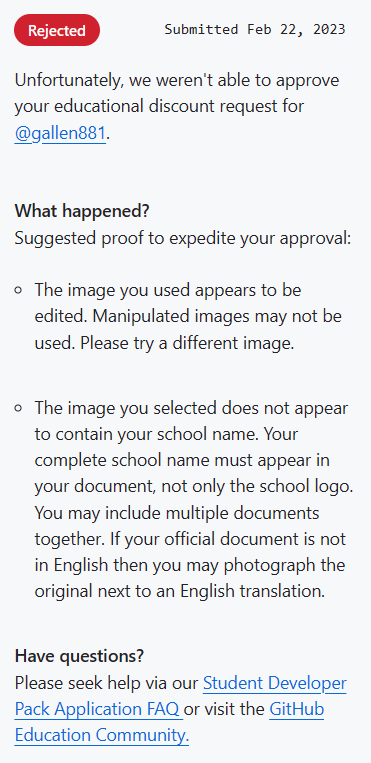 Rejected Submitted Feb 22, 2023
Unfortunately, we weren't able to approve
your educational discount request for
@gallen881.
What happened?
Suggested proof to expedite your approval:
The image you used appears to be
edited. Manipulated images may not be
used. Please try a different image.
The image you selected does not appear
to contain your school name. Your
complete school name must appear in
your document, not only the school logo.
You may include multiple documents
together. If your official document is not
in English then you may photograph the
original next to an English translation.
Have questions?
Please seek help via our Student Developer
Pack Application FAQ or visit the GitHub
Education Community.